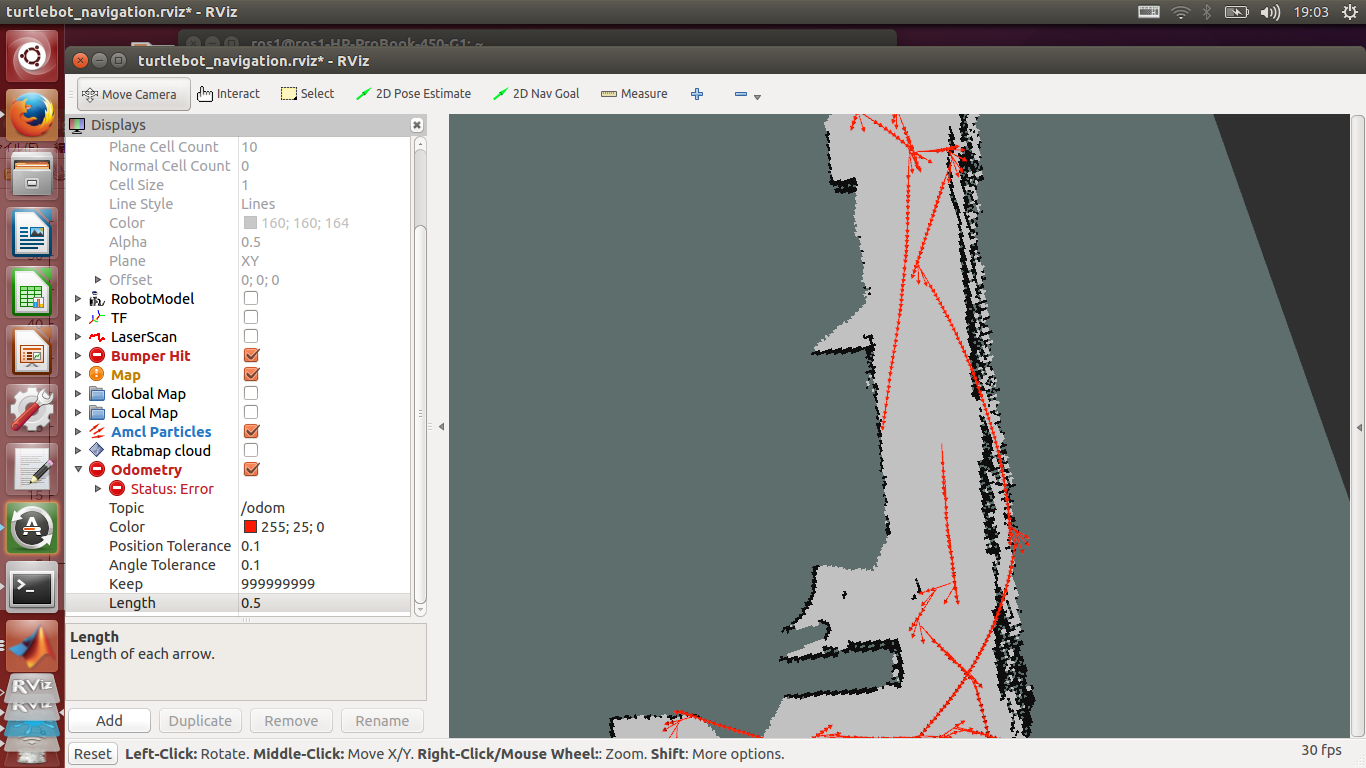 turtlebot_navigation.rviz* - RViz
19:03
ros1@ros1-HP-ProBook-450-G1: ~
turtlebot_navigation.rviz* - RViz
Move Camera Interact Select 2D Pose Estimate 2D Nav Goal Measure
Displays
Plane Cell Count 10
Normal Cell Count 0
Cell Size 1
Line Style Lines
Color 160; 160; 164
Alpha 0.5
Plane XY
Offset 0; 0; 0
RobotModel
TF
LaserScan
Bumper Hit
Map
Global Map
Local Map
Amcl Particles
Rtabmap cloud
Odometry
Status: Error
Topic /odom
Color 255; 25; 0
Position Tolerance 0.1
Angle Tolerance 0.1
Keep 999999999
Length 0.5
Length
Length of each arrow.
Add Duplicate Remove Rename
Reset Left-Click: Rotate. Middle-Click: Move X/Y. Right-Click/Mouse Wheel:: Zoom. Shift: More options.
30 fps
RViz
RViz